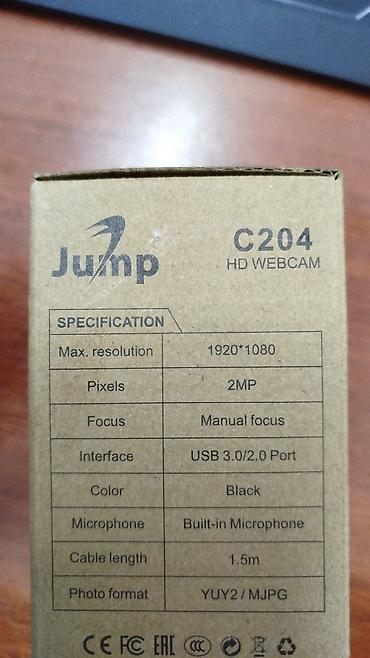 Jump
C204
HD WEBCAM
SPECIFICATION
Max. resolution 1920*1080
Pixels 2MP
Focus Manual focus
Interface USB 3.0/2.0 Port
Color Black
Microphone Built-in Microphone
Cable length 1.5m
Photo format YUY2 / MJPG
CE FC EAC CCC